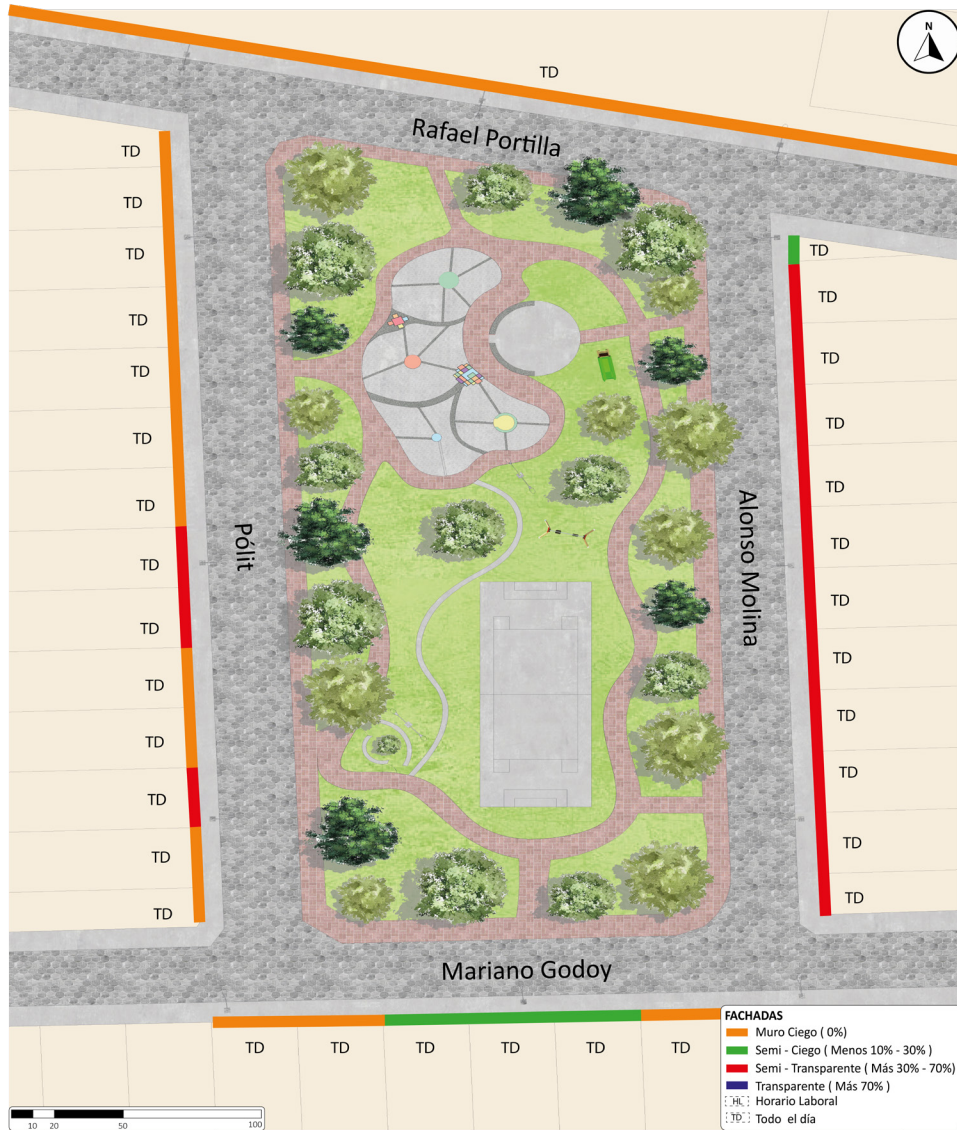 N
TD
Rafael Portilla
TD
TD
TD
TD
TD
TD
TD
TD
TD
TD
TD
TD
TD
TD
Pólit
Alonso Molina
TD
TD
TD
TD
TD
TD
TD
TD
TD
TD
TD
TD
Mariano Godoy
TD
TD
TD
TD
TD
TD
FACHADAS
Muro Ciego ( 0%)
Semi - Ciego ( Menos 10% - 30% )
Semi - Transparente ( Más 30% - 70%)
Transparente ( Más 70% )
HL Horario Laboral
TD Todo el día
10 20 50 100